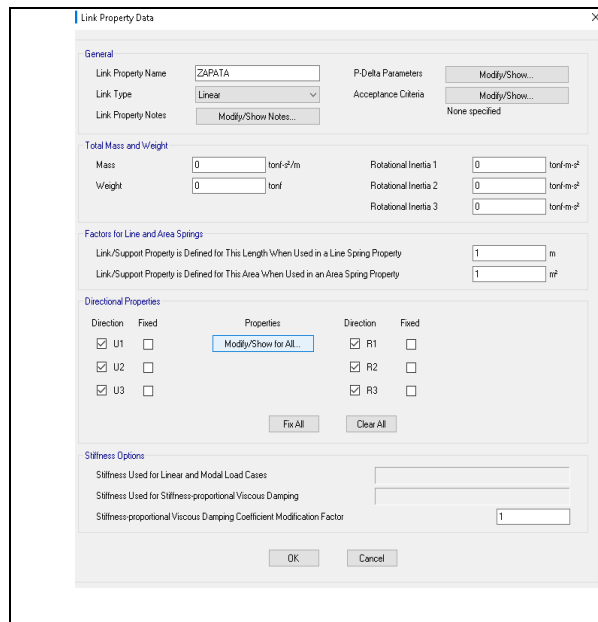 Link Property Data
General
Link Property Name ZAPATA P-Delta Parameters Modify/Show...
Link Type Linear Acceptance Criteria Modify/Show...
Link Property Notes Modify/Show Notes... None specified
Total Mass and Weight
Mass 0 tonf-s²/m Rotational Inertia 1 0 tonf-m-s²
Weight 0 tonf Rotational Inertia 2 0 tonf-m-s²
Rotational Inertia 3 0 tonf-m-s²
Factors for Line and Area Springs
Link/Support Property is Defined for This Length When Used in a Line Spring Property 1 m
Link/Support Property is Defined for This Area When Used in an Area Spring Property 1 m²
Directional Properties
Direction Fixed Properties Direction Fixed
U1 Modify/Show for All... R1
U2 R2
U3 R3
Fix All Clear All
Stiffness Options
Stiffness Used for Linear and Modal Load Cases
Stiffness Used for Stiffness-proportional Viscous Damping
Stiffness-proportional Viscous Damping Coefficient Modification Factor 1
OK Cancel